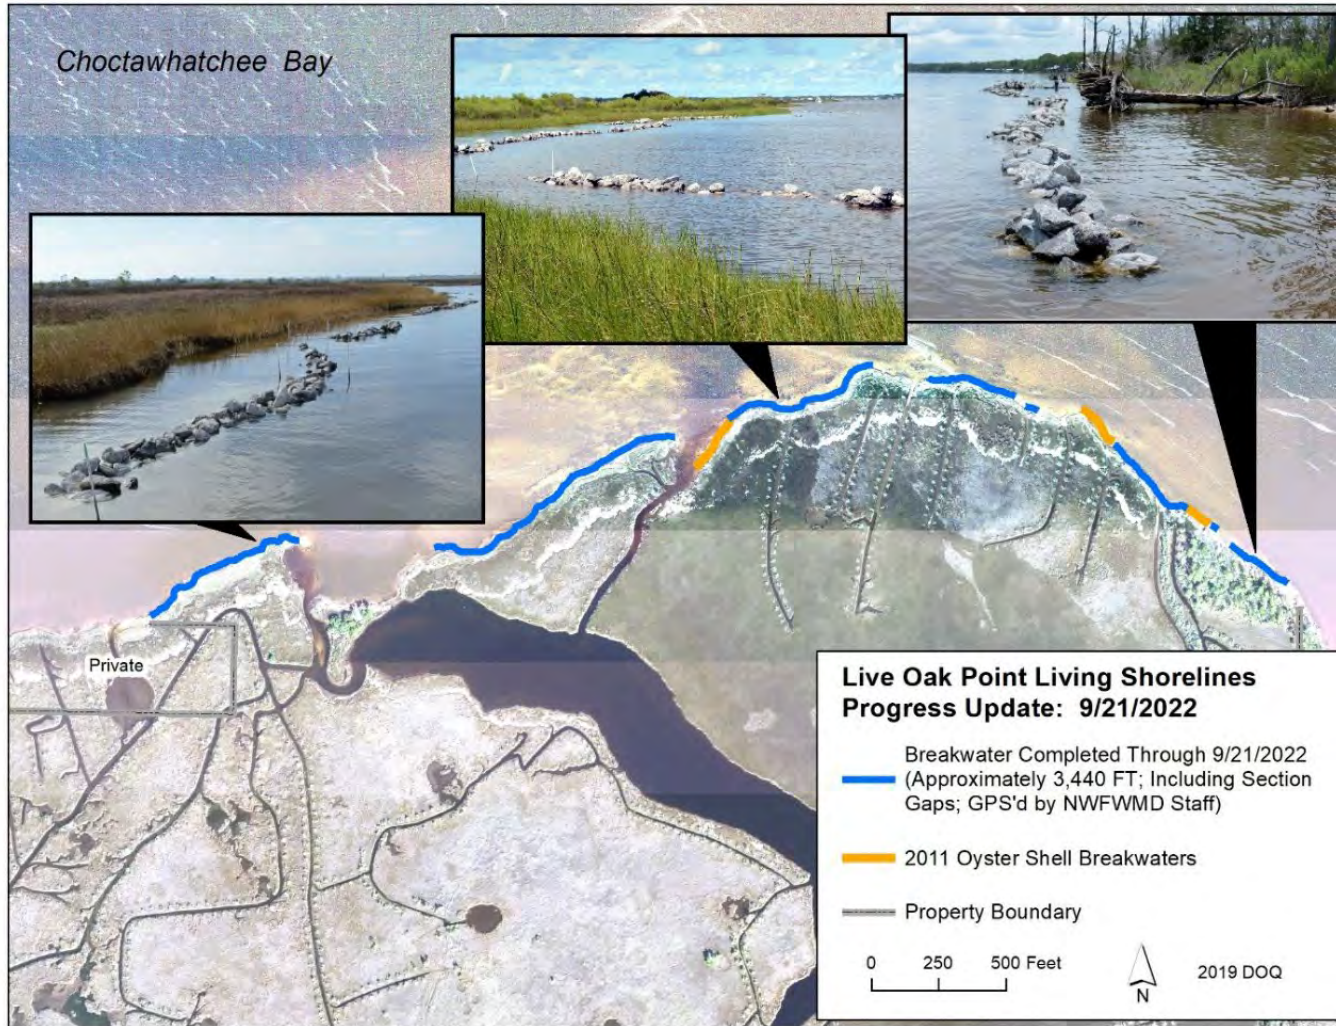 Choctawhatchee Bay
Private
Live Oak Point Living Shorelines
Progress Update: 9/21/2022
Breakwater Completed Through 9/21/2022
(Approximately 3,440 FT; Including Section
Gaps; GPS'd by NWFWMD Staff)
2011 Oyster Shell Breakwaters
Property Boundary
0 250 500 Feet
N
2019 DOQ